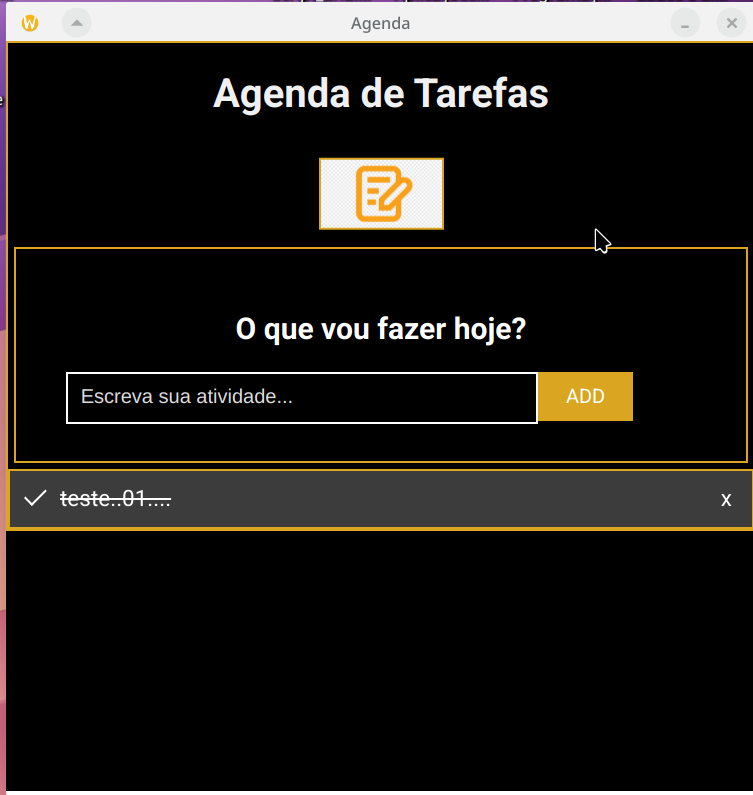 Agenda
Agenda de Tarefas
O que vou fazer hoje?
Escreva sua atividade...
ADD
teste..01....
x